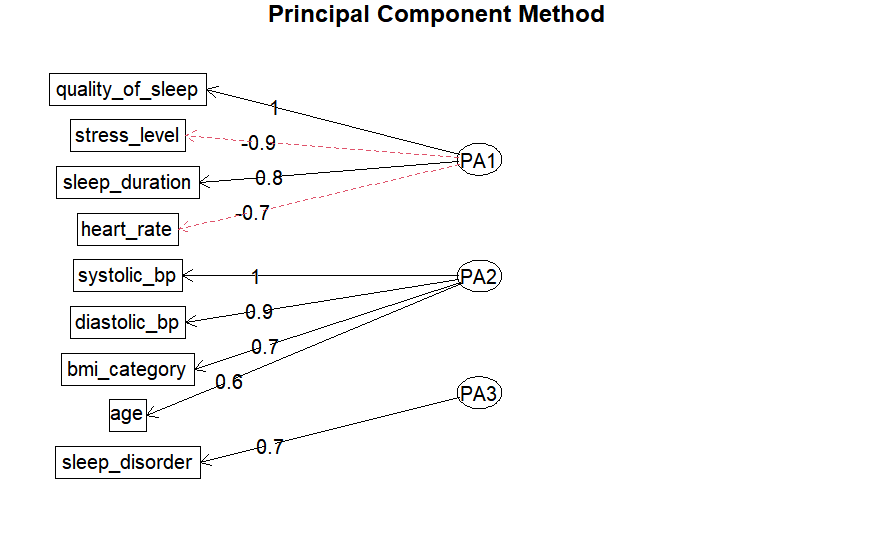 Principal Component Method
quality_of_sleep
1
stress_level
-0.9
PA1
sleep_duration
0.8
heart_rate
-0.7
systolic_bp
1
PA2
diastolic_bp
0.9
bmi_category
0.7
age
0.6
PA3
sleep_disorder
0.7